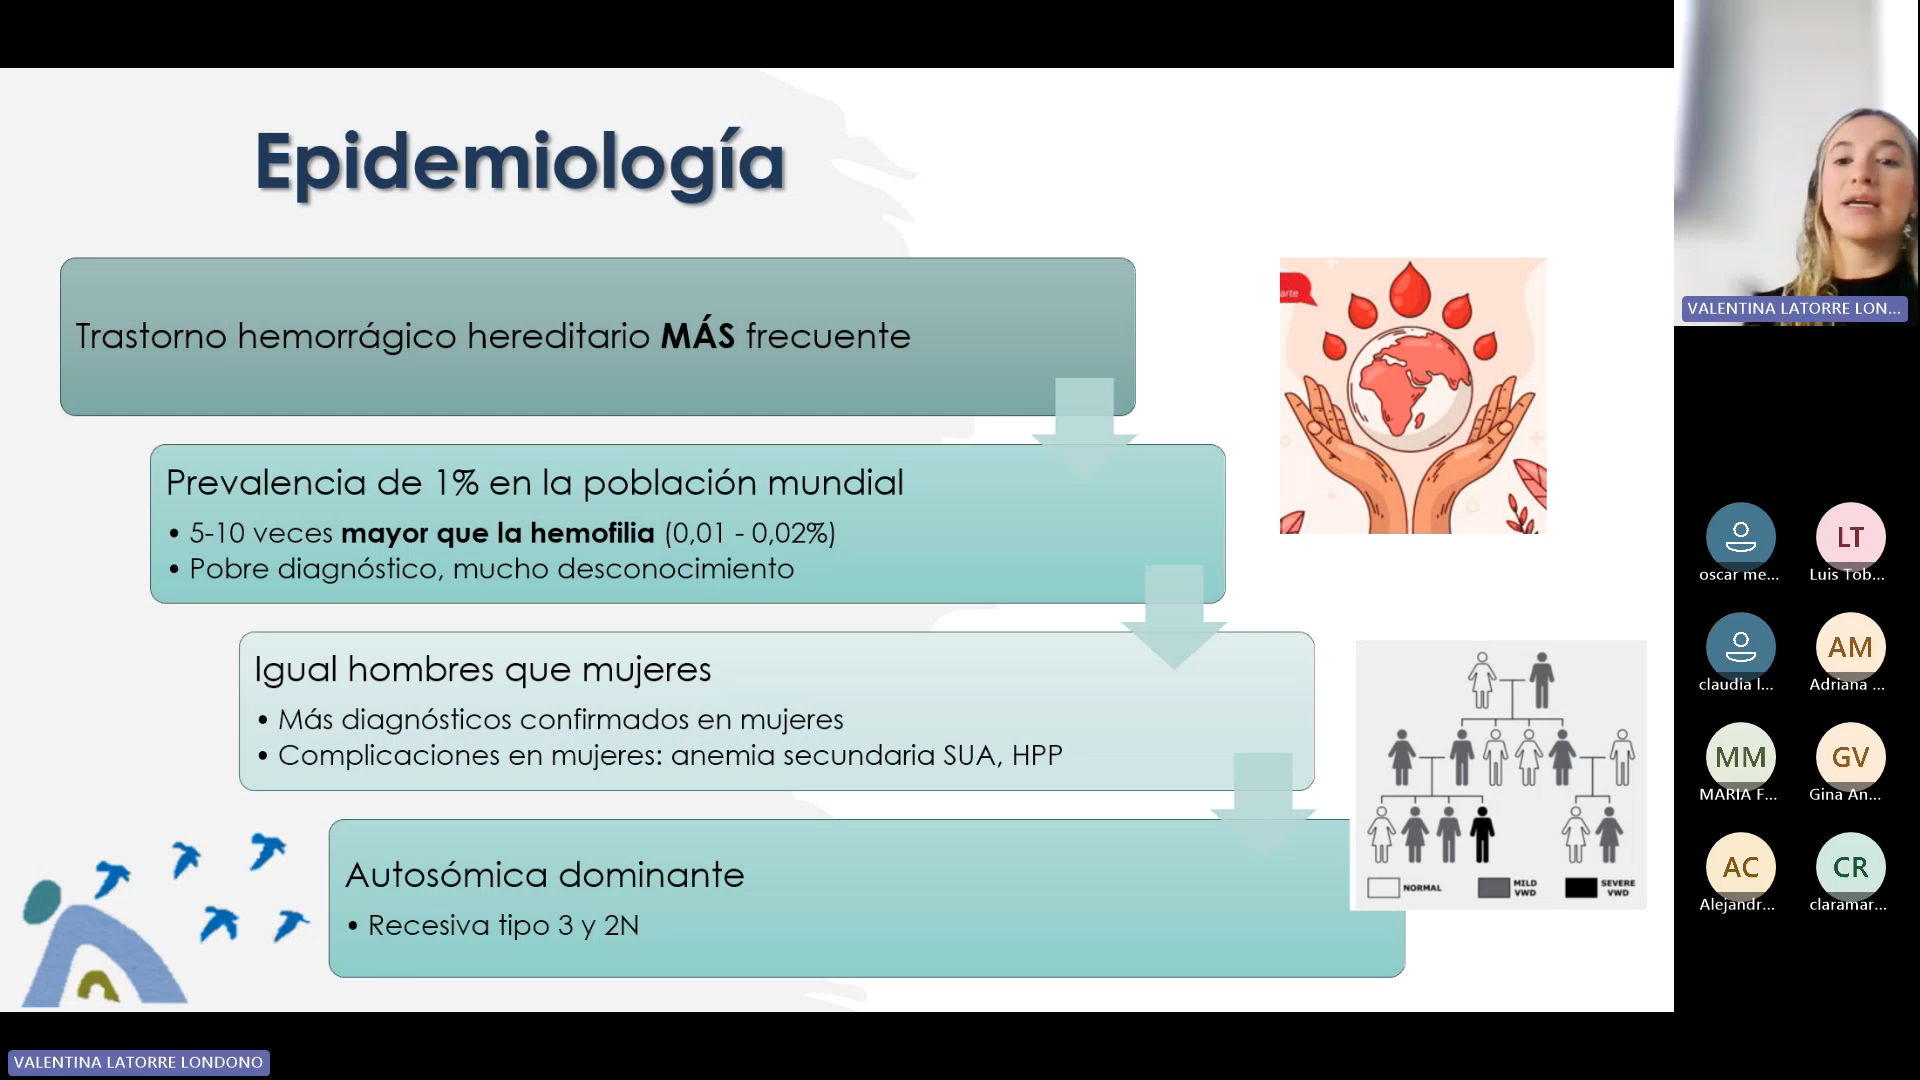 Epidemiología
Trastorno hemorrágico hereditario MÁS frecuente
Prevalencia de 1% en la población mundial
• 5-10 veces mayor que la hemofilia (0,01 - 0,02%)
• Pobre diagnóstico, mucho desconocimiento
Igual hombres que mujeres
• Más diagnósticos confirmados en mujeres
• Complicaciones en mujeres: anemia secundaria SUA, HPP
Autosómica dominante
• Recesiva tipo 3 y 2N
arte
NORMAL
MILD VWD
SEVERE VWD
VALENTINA LATORRE LON...
LT
oscar me...
Luis Tob...
AM
claudia l...
Adriana ...
MM
GV
MARIA F...
Gina An...
AC
CR
Alejandr...
claramar...
VALENTINA LATORRE LONDONO